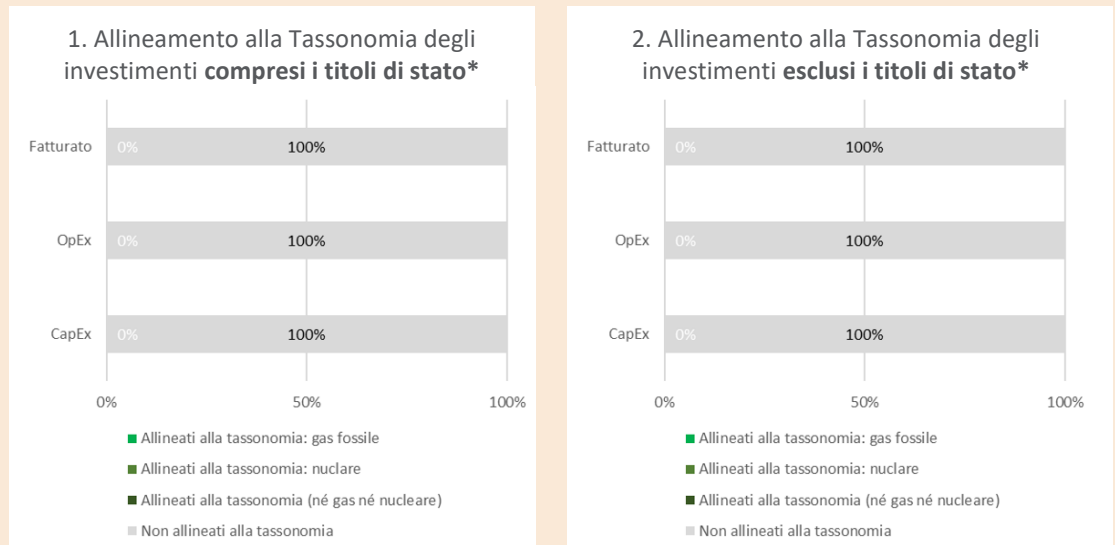 1. Allineamento alla Tassonomia degli
investimenti compresi i titoli di stato*
Fatturato 0% 100%
OpEx 0% 100%
CapEx 0% 100%
0% 50% 100%
Allineati alla tassonomia: gas fossile
Allineati alla tassonomia: nuclare
Allineati alla tassonomia (né gas né nucleare)
Non allineati alla tassonomia
2. Allineamento alla Tassonomia degli
investimenti esclusi i titoli di stato*
Fatturato 0% 100%
OpEx 0% 100%
CapEx 0% 100%
0% 50% 100%
Allineati alla tassonomia: gas fossile
Allineati alla tassonomia: nuclare
Allineati alla tassonomia (né gas né nucleare)
Non allineati alla tassonomia